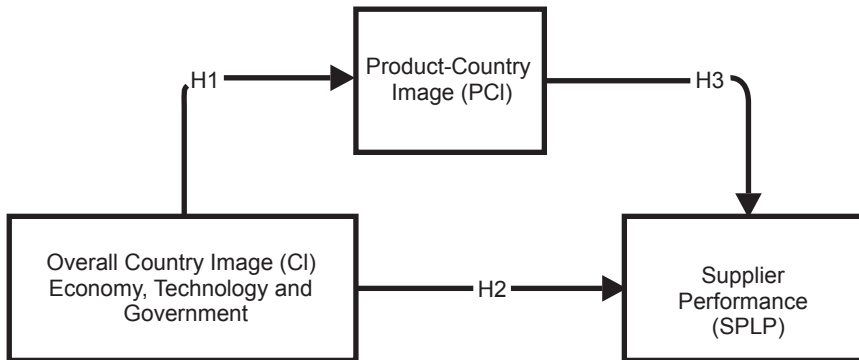 Product-Country
Image (PCI)
H1
H3
Overall Country Image (CI)
Economy, Technology and
Government
H2
Supplier
Performance
(SPLP)